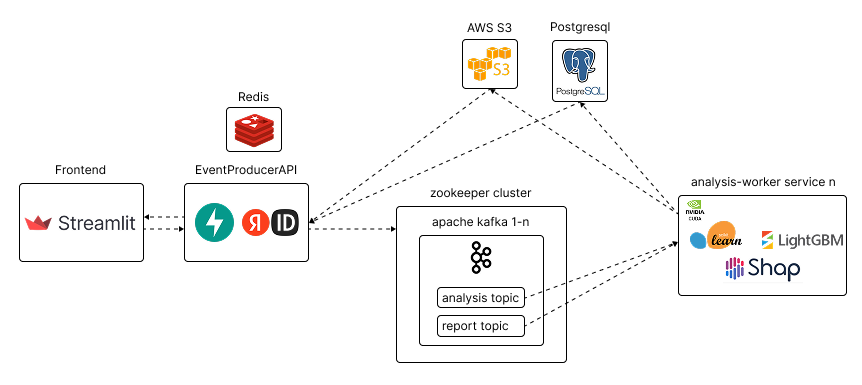 AWS S3
Postgresql
S3
PostgreSQL
Redis
Frontend
EventProducerAPI
analysis-worker service n
zookeeper cluster
Streamlit
Я ID
apache kafka 1-n
NVIDIA
CUDA
learn
LightGBM
Shap
analysis topic
report topic